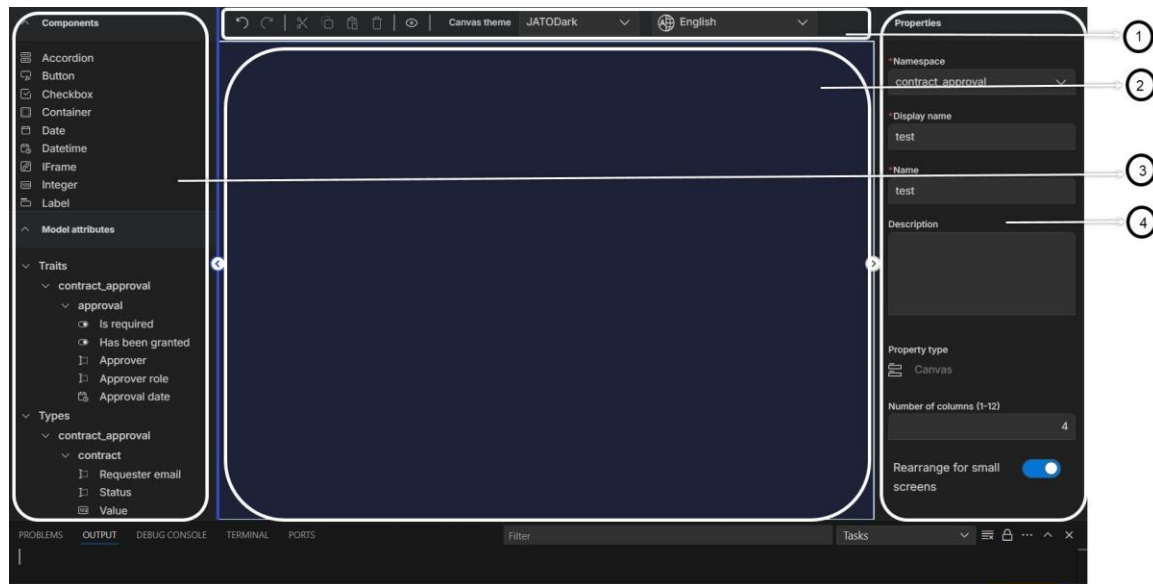 Components
Accordion
Button
Checkbox
Container
Date
Datetime
IFrame
Integer
Label
Model attributes
Traits
contract_approval
approval
Is required
Has been granted
Approver
Approver role
Approval date
Types
contract_approval
contract
Requester email
Status
Value
Canvas theme JATODark English
Properties
*Namespace
contract_approval
*Display name
test
*Name
test
Description
Property type
Canvas
Number of columns (1-12)
4
Rearrange for small
screens
1
2
3
4
PROBLEMS OUTPUT DEBUG CONSOLE TERMINAL PORTS Filter Tasks